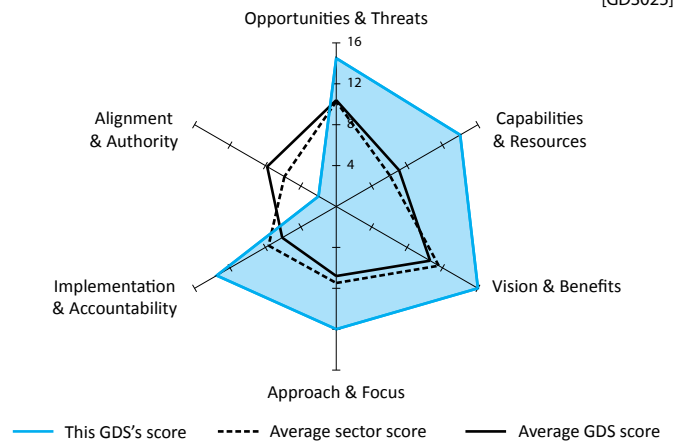 [GDS025]
Opportunities & Threats
16
12
8
4
Alignment
& Authority
Capabilities
& Resources
Implementation
& Accountability
Vision & Benefits
Approach & Focus
This GDS's score
Average sector score
Average GDS score